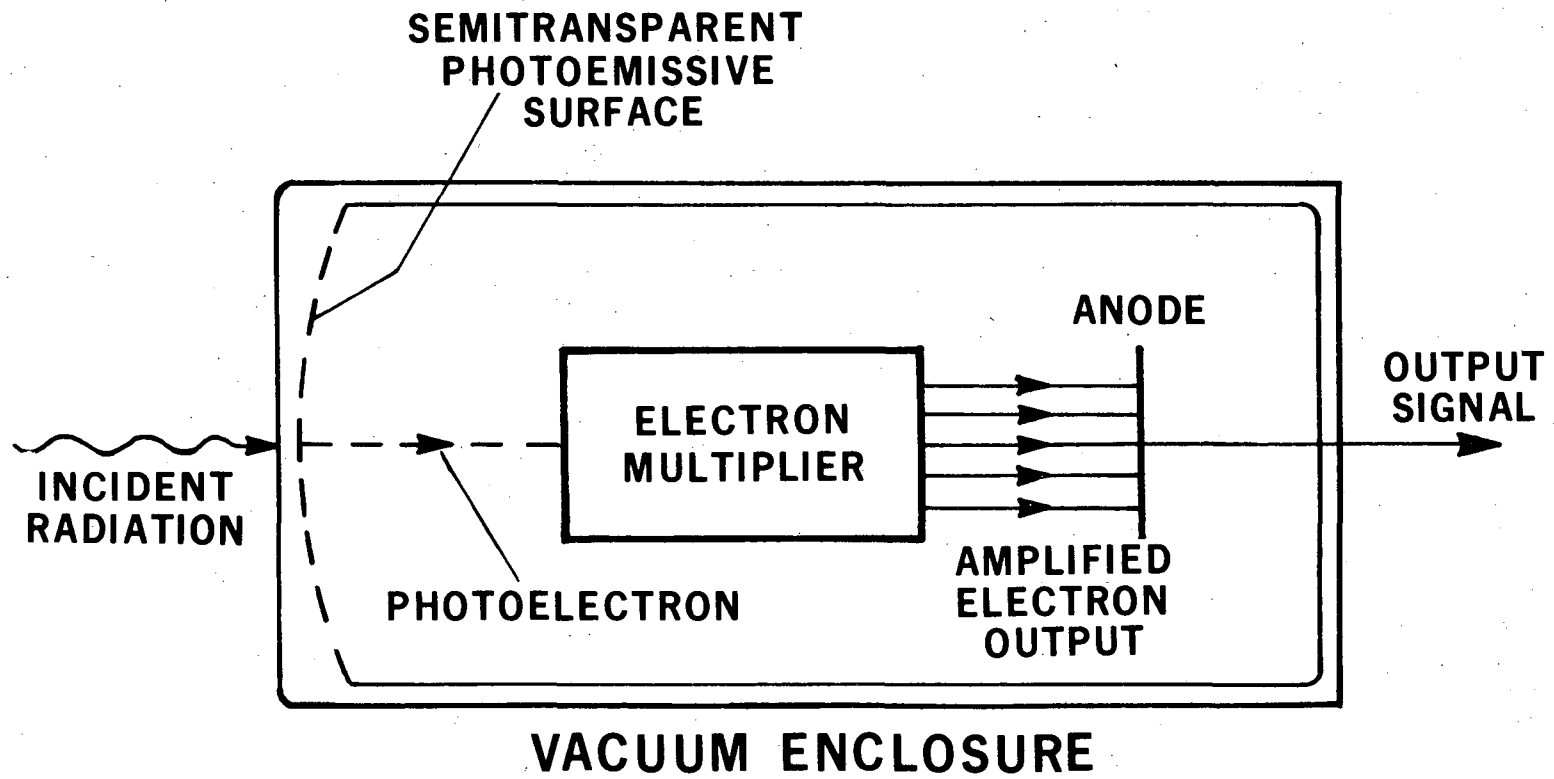 SEMITRANSPARENT
PHOTOEMISSIVE
SURFACE
ANODE
OUTPUT
SIGNAL
ELECTRON
MULTIPLIER
INCIDENT
RADIATION
PHOTOELECTRON
AMPLIFIED
ELECTRON
OUTPUT
VACUUM ENCLOSURE